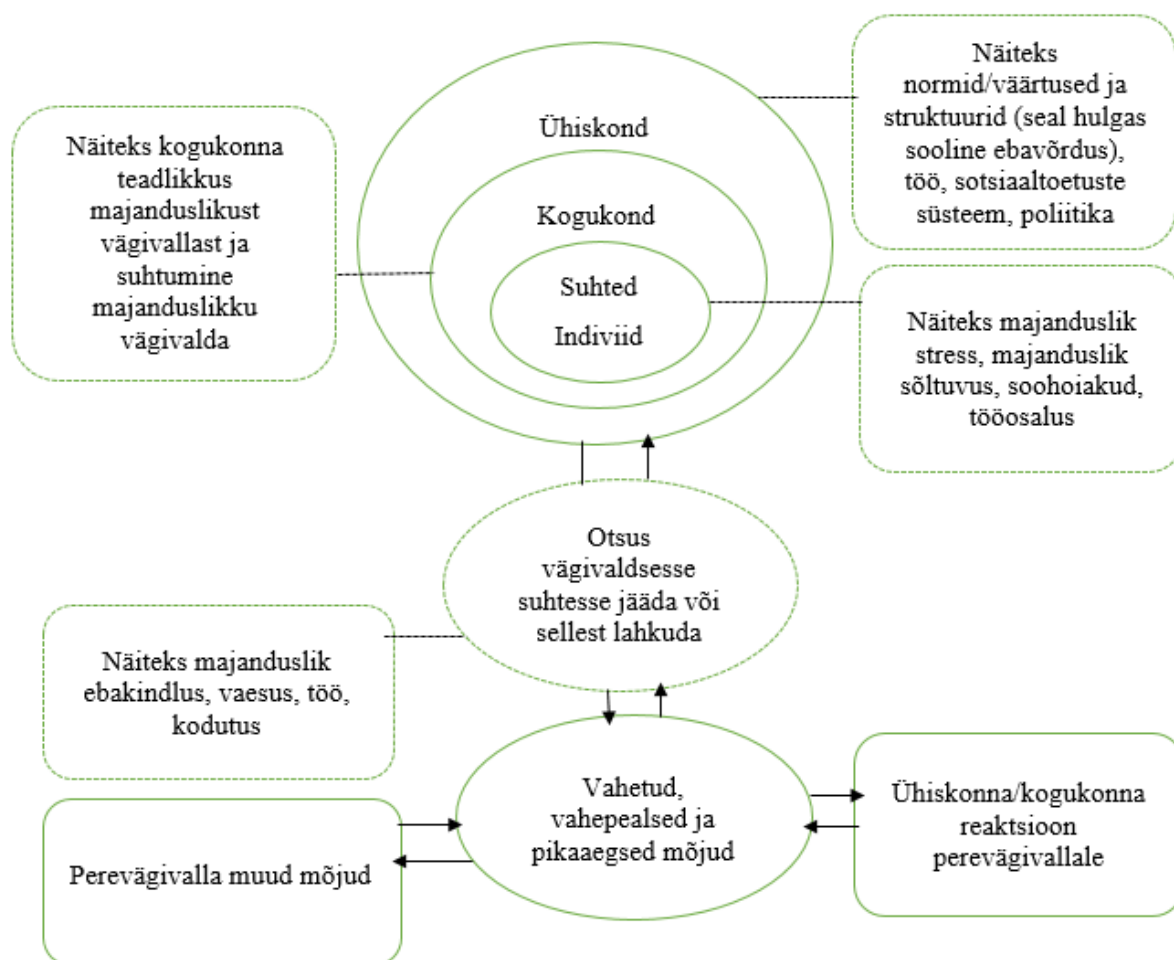 Näiteks
normid/väärtused ja
struktuurid (seal hulgas
sooline ebavõrdus),
töö, sotsiaaltoetuste
süsteem, poliitika
Ühiskond
Näiteks kogukonna
teadlikkus
majanduslikust
vägivallast ja
suhtumine
majanduslikku
vägivalda
Kogukond
Suhted
Indiviid
Näiteks majanduslik
stress, majanduslik
sõltuvus, soohoiakud,
tööosalus
Otsus
vägivaldsesse
suhtesse jääda või
sellest lahkuda
Näiteks majanduslik
ebakindlus, vaesus, töö,
kodutus
Vahetud,
vahepealsed ja
pikaaegsed mõjud
Ühiskonna/kogukonna
reaktsioon
perevägivallale
Perevägivalla muud mõjud